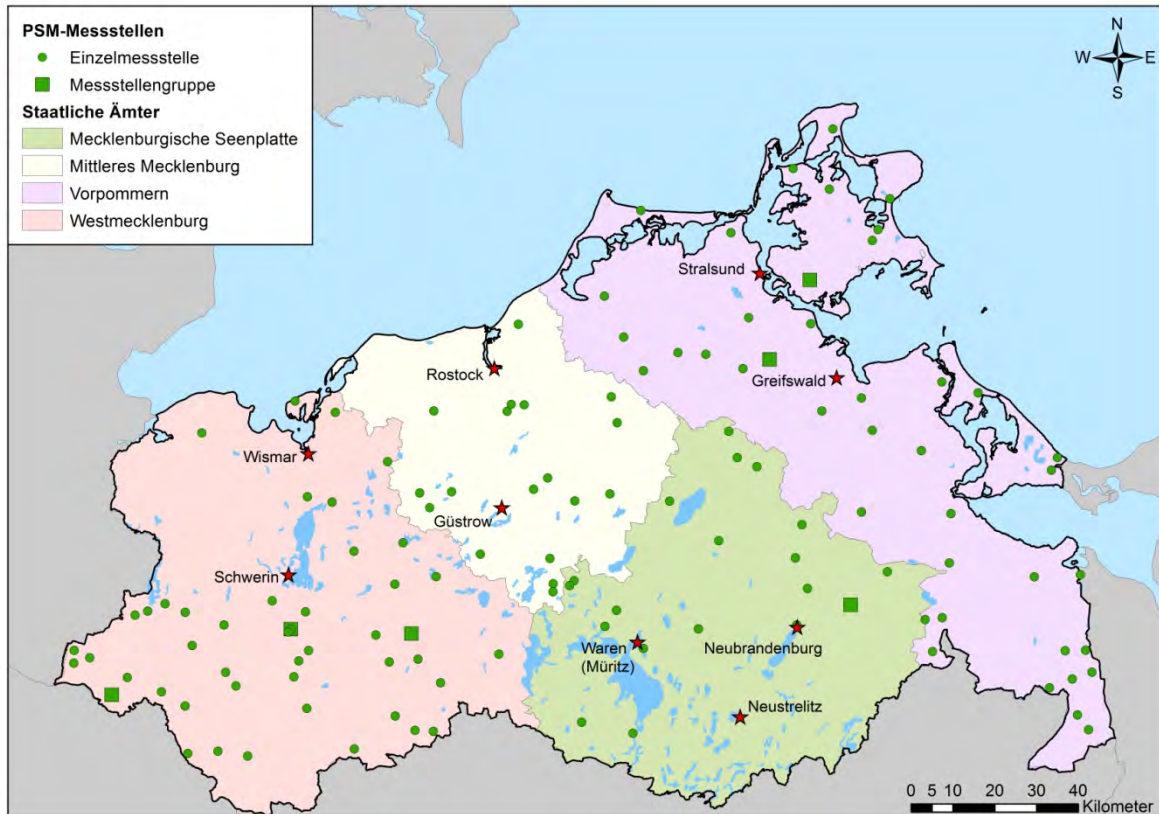 PSM-Messstellen
Einzelmessstelle
Messstellengruppe
Staatliche Ämter
Mecklenburgische Seenplatte
Mittleres Mecklenburg
Vorpommern
Westmecklenburg
N
W E
S
Stralsund
Greifswald
Rostock
Wismar
Güstrow
Schwerin
Waren
(Müritz)
Neubrandenburg
Neustrelitz
0 5 10 20 30 40
Kilometer